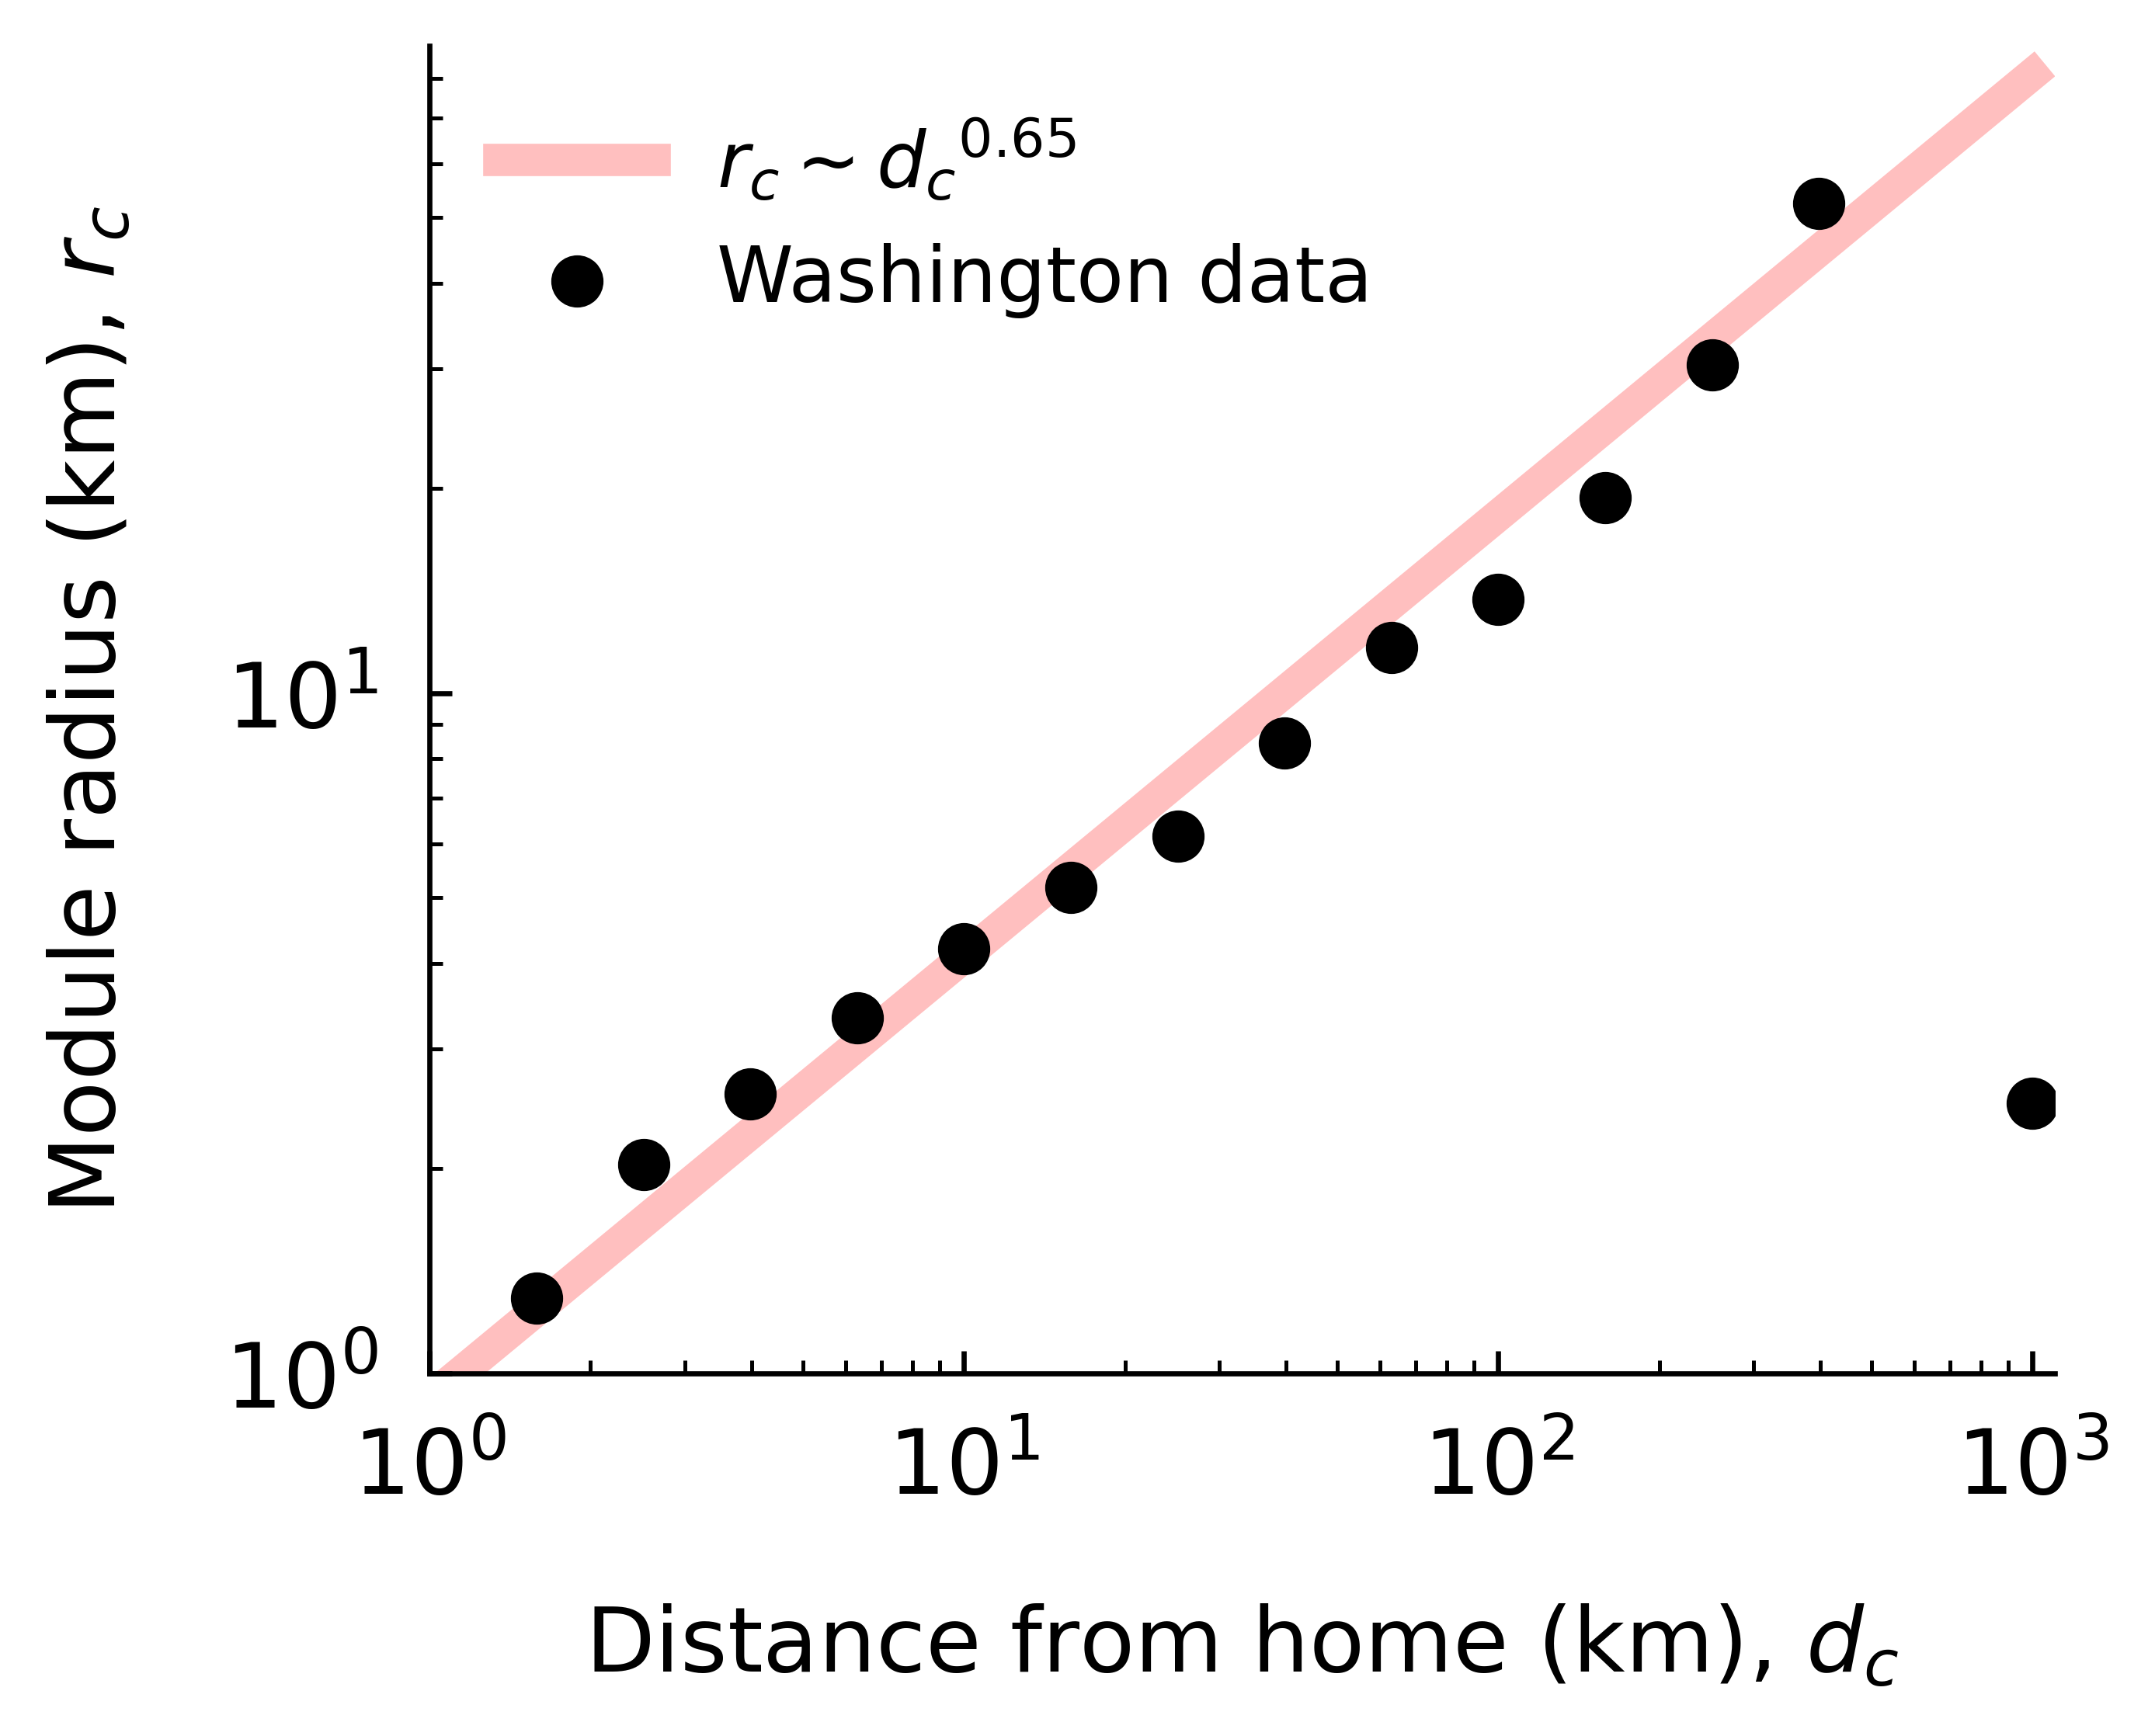 r_c ~ d_c^0.65
Washington data
Module radius (km), r_c
10^1
10^0
10^0 10^1 10^2 10^3
Distance from home (km), d_c